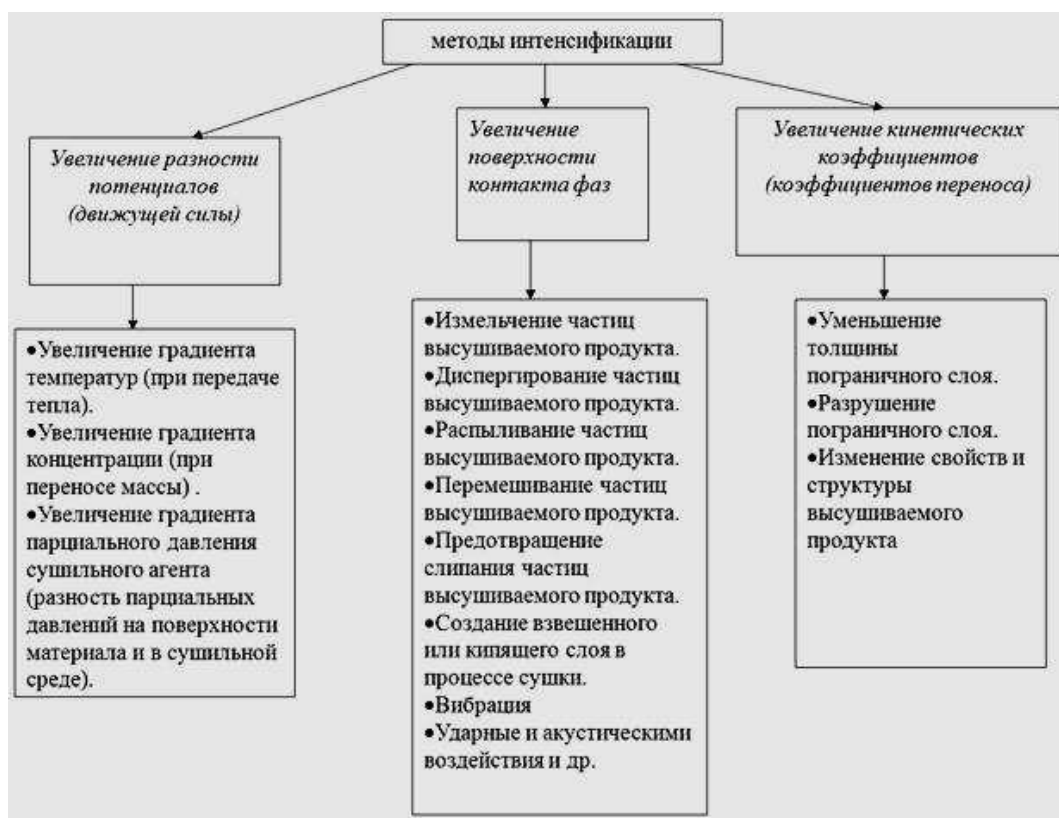 методы интенсификации
Увеличение разности
потенциалов
(движущей силы)
Увеличение
поверхности
контакта фаз
Увеличение кинетических
коэффициентов
(коэффициентов переноса)
•Увеличение градиента
температур (при передаче
тепла).
•Увеличение градиента
концентрации (при
переносе массы) .
•Увеличение градиента
парциального давления
сушильного агента
(разность парциальных
давлений на поверхности
материала и в сушильной
среде).
•Измельчение частиц
высушиваемого продукта.
•Диспергирование частиц
высушиваемого продукта.
•Распыливание частиц
высушиваемого продукта.
•Перемешивание частиц
высушиваемого продукта.
•Предотвращение
слипания частиц
высушиваемого продукта.
•Создание взвешенного
или кипящего слоя в
процессе сушки.
•Вибрация
•Ударные и акустическими
воздействия и др.
•Уменьшение
толщины
пограничного слоя.
•Разрушение
пограничного слоя.
•Изменение свойств и
структуры
высушиваемого
продукта